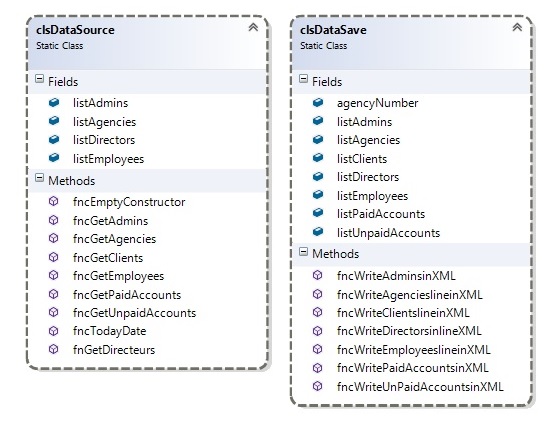 clsDataSource
Static Class
Fields
listAdmins
listAgencies
listDirectors
listEmployees
Methods
fncEmptyConstructor
fncGetAdmins
fncGetAgencies
fncGetClients
fncGetEmployees
fncGetPaidAccounts
fncGetUnpaidAccounts
fncTodayDate
fnGetDirecteurs
clsDataSave
Static Class
Fields
agencyNumber
listAdmins
listAgencies
listClients
listDirectors
listEmployees
listPaidAccounts
listUnpaidAccounts
Methods
fncWriteAdminsinXML
fncWriteAgencieslineinXML
fncWriteClientslineinXML
fncWriteDirectorsinlineXML
fncWriteEmployeeslineinXML
fncWritePaidAccountsinXML
fncWriteUnPaidAccountsinXML